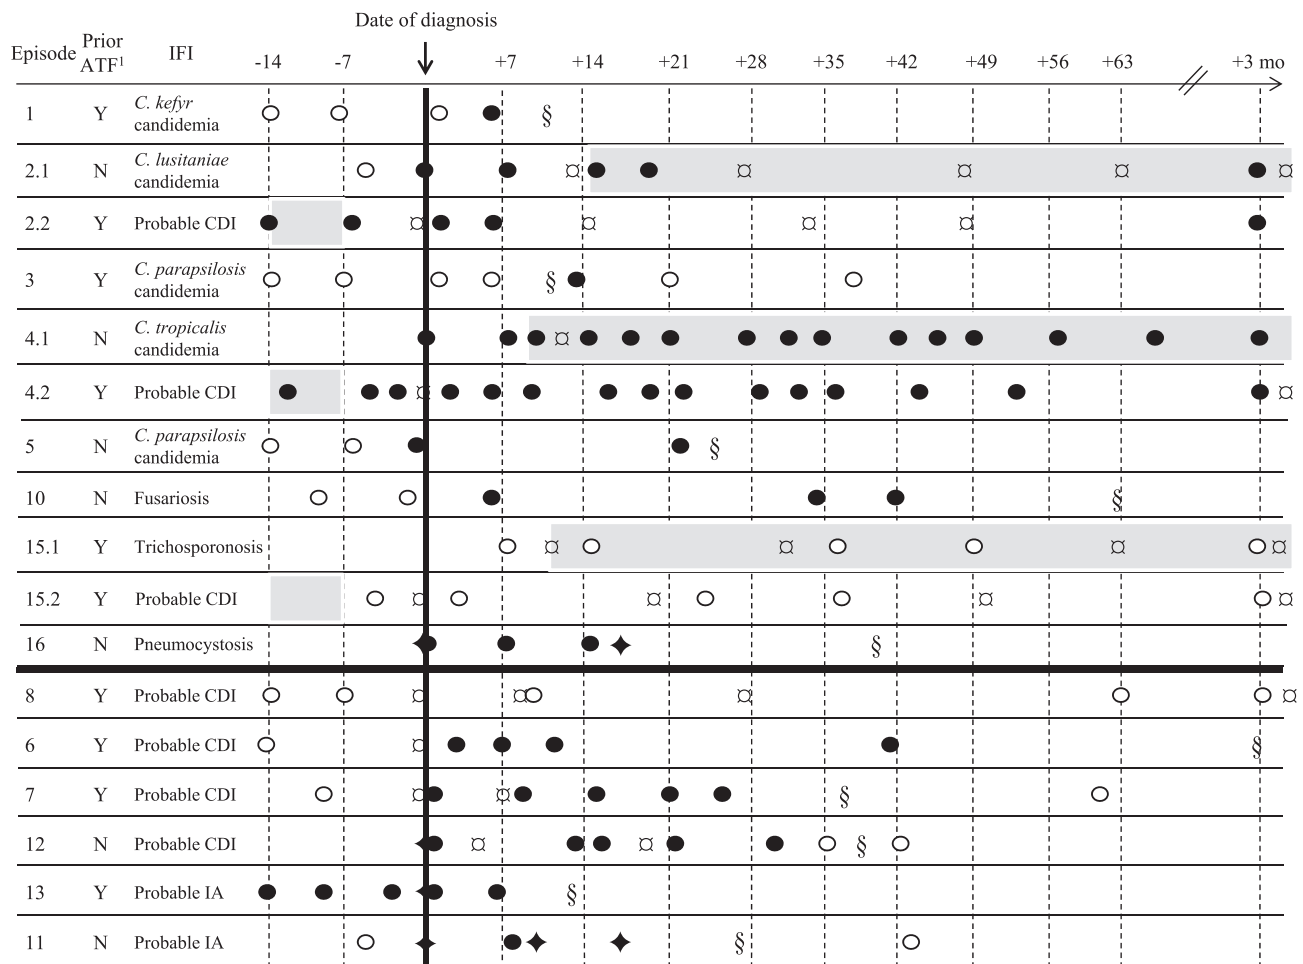 Date of diagnosis
Episode Prior ATF1 IFI -14 -7 +7 +14 +21 +28 +35 +42 +49 +56 +63 +3 mo
1 Y C. kefyr candidemia §
2.1 N C. lusitaniae candidemia ¤ ¤ ¤ ¤ ¤
2.2 Y Probable CDI ¤ ¤ ¤ ¤
3 Y C. parapsilosis candidemia §
4.1 N C. tropicalis candidemia ¤
4.2 Y Probable CDI ¤ ¤
5 N C. parapsilosis candidemia §
10 N Fusariosis §
15.1 Y Trichosporonosis ¤ ¤ ¤ ¤
15.2 Y Probable CDI ¤ ¤ ¤ ¤
16 N Pneumocystosis §
8 Y Probable CDI ¤ ¤ ¤ ¤
6 Y Probable CDI ¤ §
7 Y Probable CDI ¤ ¤ §
12 N Probable CDI ¤ ¤ §
13 Y Probable IA §
11 N Probable IA §